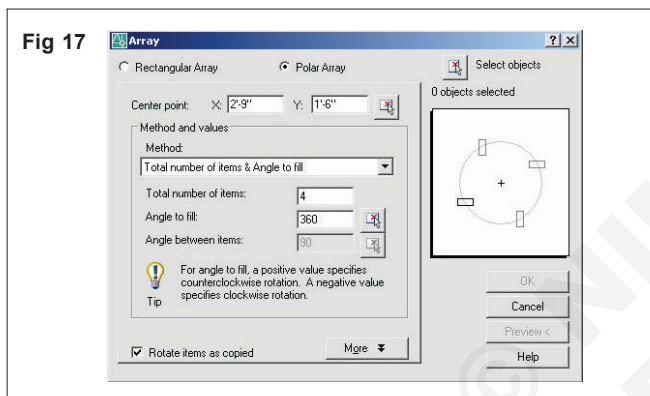 Fig 17
Array
Rectangular Array
Polar Array
Select objects
0 objects selected
Center point: X: 2'-9" Y: 1'-6"
Method and values
Method:
Total number of items & Angle to fill
Total number of items: 4
Angle to fill: 360
Angle between items: 90
For angle to fill, a positive value specifies
counterclockwise rotation. A negative value
specifies clockwise rotation.
Tip
Rotate items as copied
More
OK
Cancel
Preview <
Help